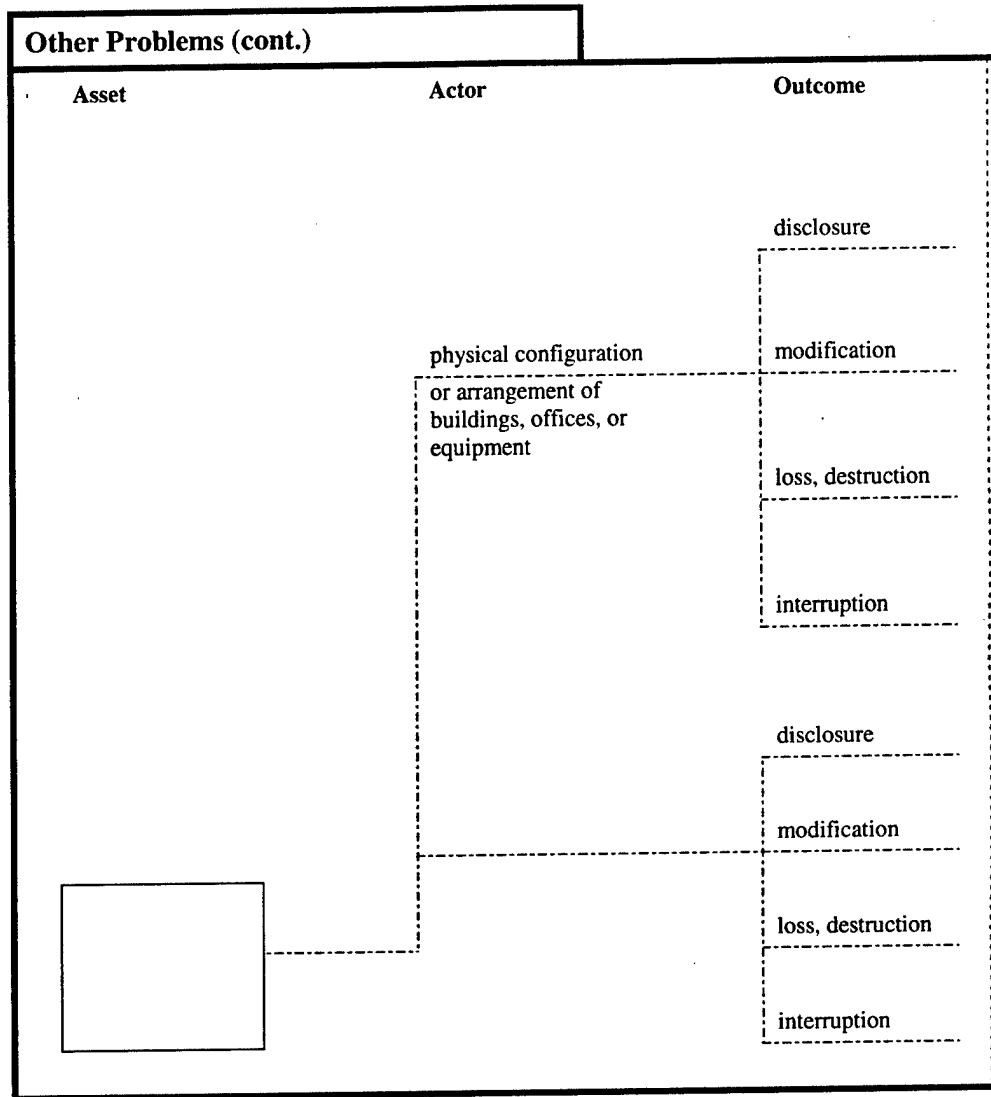 Other Problems (cont.)
Asset Actor Outcome
disclosure
physical configuration
or arrangement of
buildings, offices, or
equipment
modification
loss, destruction
interruption
disclosure
modification
loss, destruction
interruption